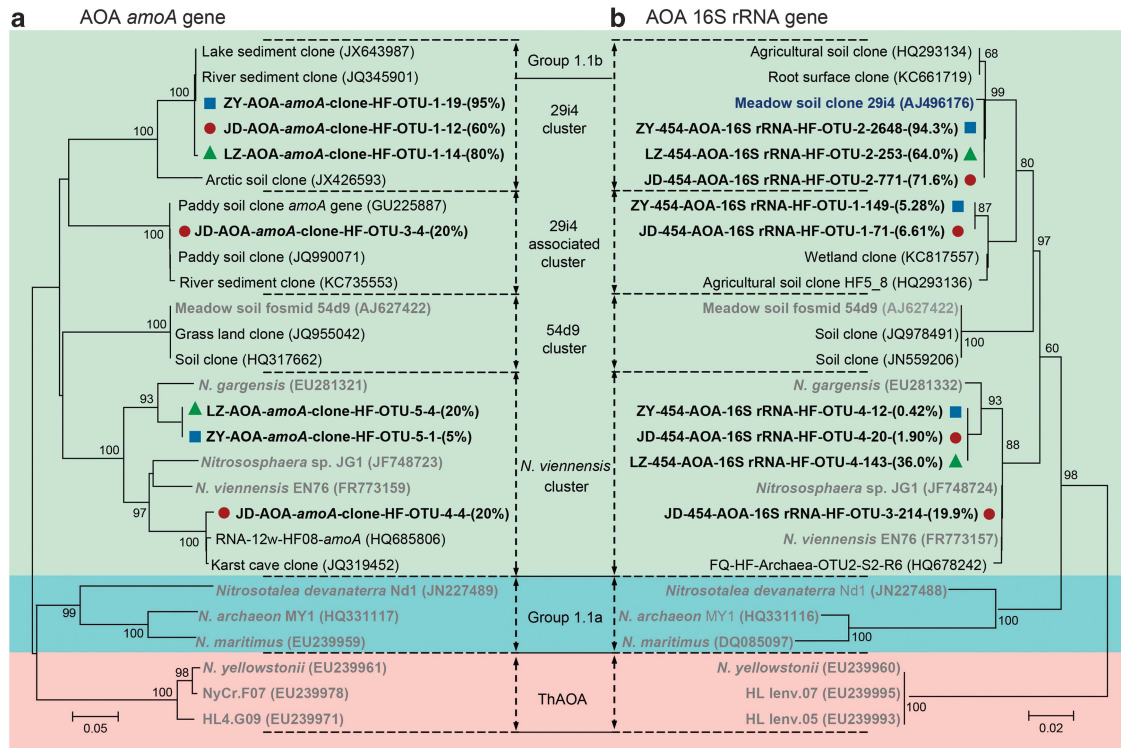 a AOA amoA gene
b AOA 16S rRNA gene
Lake sediment clone (JX643987)
River sediment clone (JQ345901)
ZY-AOA-amoA-clone-HF-OTU-1-19-(95%)
JD-AOA-amoA-clone-HF-OTU-1-12-(60%)
LZ-AOA-amoA-clone-HF-OTU-1-14-(80%)
Arctic soil clone (JX426593)
Paddy soil clone amoA gene (GU225887)
JD-AOA-amoA-clone-HF-OTU-3-4-(20%)
Paddy soil clone (JQ990071)
River sediment clone (KC735553)
Meadow soil fosmid 54d9 (AJ627422)
Grass land clone (JQ955042)
Soil clone (HQ317662)
N. gargensis (EU281321)
LZ-AOA-amoA-clone-HF-OTU-5-4-(20%)
ZY-AOA-amoA-clone-HF-OTU-5-1-(5%)
Nitrososphaera sp. JG1 (JF748723)
N. viennensis EN76 (FR773159)
JD-AOA-amoA-clone-HF-OTU-4-4-(20%)
RNA-12w-HF08-amoA (HQ685806)
Karst cave clone (JQ319452)
Nitrosotalea devanaterra Nd1 (JN227489)
N. archaeon MY1 (HQ331117)
N. maritimus (EU239959)
N. yellowstonii (EU239961)
NyCr.F07 (EU239978)
HL4.G09 (EU239971)
100
100
100
100
93
100
97
100
99
100
98
100
0.05
Group 1.1b
29i4
cluster
29i4
associated
cluster
54d9
cluster
N. viennensis
cluster
Group 1.1a
ThAOA
Agricultural soil clone (HQ293134)
Root surface clone (KC661719)
Meadow soil clone 29i4 (AJ496176)
ZY-454-AOA-16S rRNA-HF-OTU-2-2648-(94.3%)
LZ-454-AOA-16S rRNA-HF-OTU-2-253-(64.0%)
JD-454-AOA-16S rRNA-HF-OTU-2-771-(71.6%)
ZY-454-AOA-16S rRNA-HF-OTU-1-149-(5.28%)
JD-454-AOA-16S rRNA-HF-OTU-1-71-(6.61%)
Wetland clone (KC817557)
Agricultural soil clone HF5_8 (HQ293136)
Meadow soil fosmid 54d9 (AJ627422)
Soil clone (JQ978491)
Soil clone (JN559206)
N. gargensis (EU281332)
ZY-454-AOA-16S rRNA-HF-OTU-4-12-(0.42%)
JD-454-AOA-16S rRNA-HF-OTU-4-20-(1.90%)
LZ-454-AOA-16S rRNA-HF-OTU-4-143-(36.0%)
Nitrososphaera sp. JG1 (JF748724)
JD-454-AOA-16S rRNA-HF-OTU-3-214-(19.9%)
N. viennensis EN76 (FR773157)
FQ-HF-Archaea-OTU2-S2-R6 (HQ678242)
Nitrosotalea devanaterra Nd1 (JN227488)
N. archaeon MY1 (HQ331116)
N. maritimus (DQ085097)
N. yellowstonii (EU239960)
HL Ienv.07 (EU239995)
HL Ienv.05 (EU239993)
68
99
80
87
97
100
60
93
88
98
100
100
100
0.02